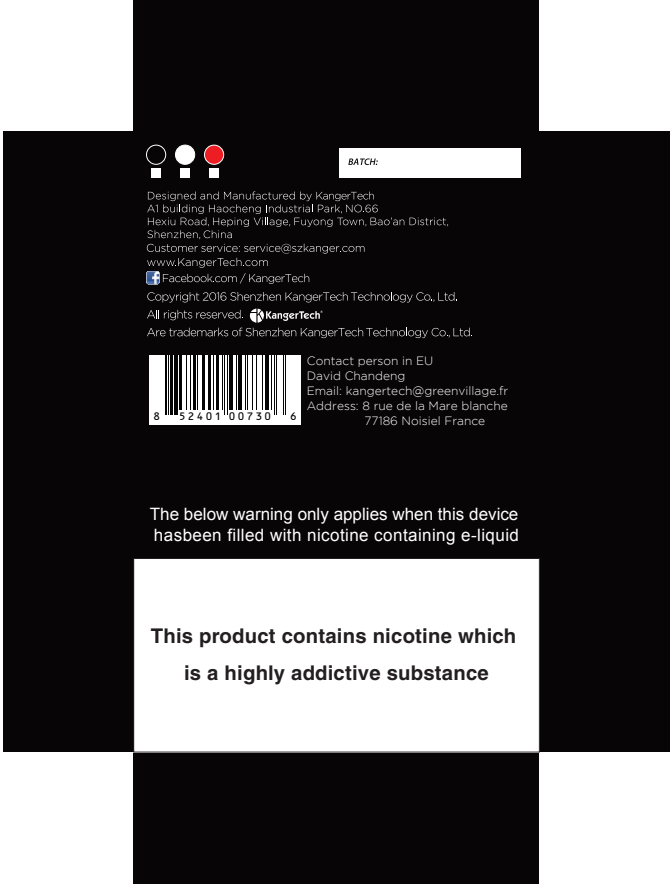 BATCH:
Designed and Manufactured by KangerTech
A1 building Haocheng Industrial Park, NO.66
Hexiu Road, Heping Village, Fuyong Town, Bao'an District,
Shenzhen, China
Customer service: service@szkanger.com
www.KangerTech.com
Facebook.com / KangerTech
Copyright 2016 Shenzhen KangerTech Technology Co., Ltd.
All rights reserved. KangerTech®
Are trademarks of Shenzhen KangerTech Technology Co., Ltd.
8 52401 00730 6
Contact person in EU
David Chandeng
Email: kangertech@greenvillage.fr
Address: 8 rue de la Mare blanche
77186 Noisiel France
The below warning only applies when this device
hasbeen filled with nicotine containing e-liquid
This product contains nicotine which
is a highly addictive substance